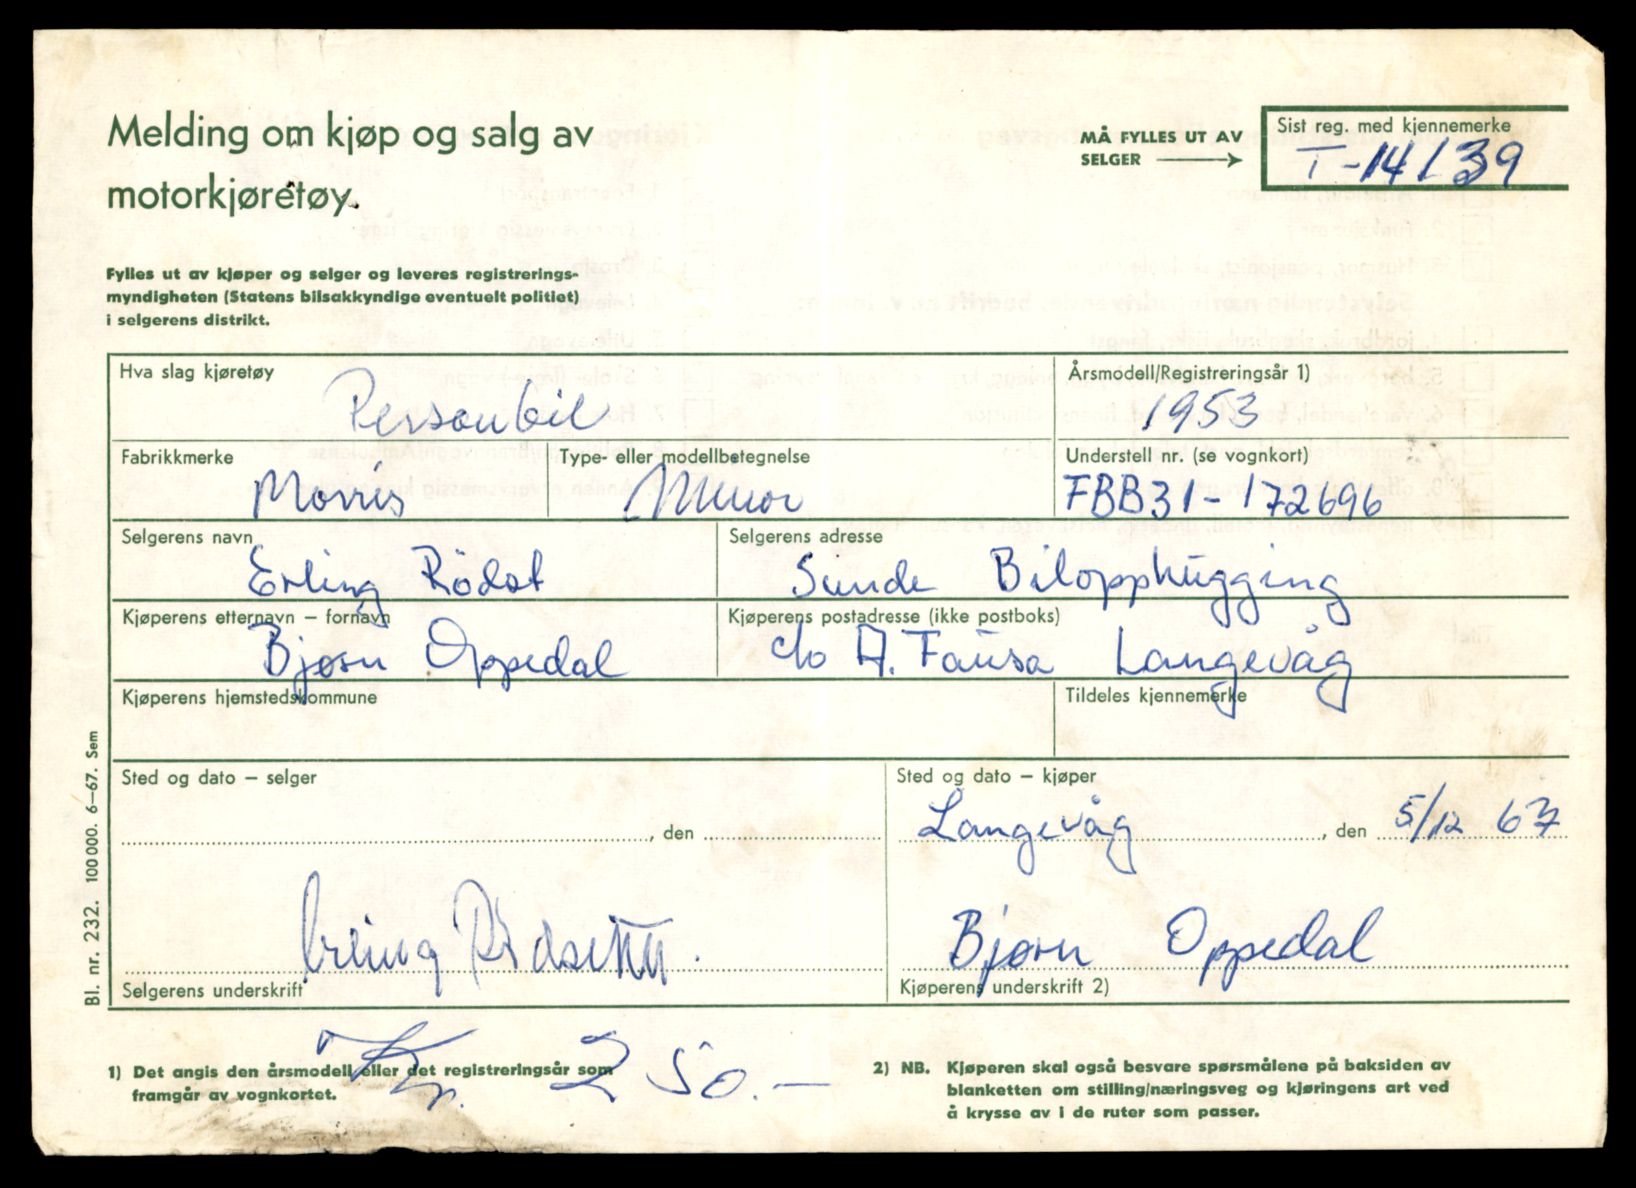 Melding om kjøp og salg av
motorkjøretøy.
MÅ FYLLES UT AV
SELGER
Sist reg. med kjennemerke
T-14139
Fylles ut av kjøper og selger og leveres registrerings-
myndigheten (Statens bilsakkyndige eventuelt politiet)
i selgerens distrikt.
Hva slag kjøretøy
Personbil
Årsmodell/Registreringsår 1)
1953
Fabrikkmerke
Morris
Type- eller modellbetegnelse
Minor
Understell nr. (se vognkort)
FBB31-172696
Selgerens navn
Erling Rödst
Selgerens adresse
Sunde Bilopphugging
Kjøperens etternavn – fornavn
Bjørn Oppedal
Kjøperens postadresse (ikke postboks)
c/o A. Fausa Langevåg
Kjøperens hjemstedskommune
Tildeles kjennemerke
Sted og dato – selger
, den
Sted og dato – kjøper
Langevåg , den 5/12 67
Erling
Selgerens underskrift
Bjørn Oppedal
Kjøperens underskrift 2)
Kr. 250.—
1) Det angis den årsmodell eller det registreringsår som
framgår av vognkortet.
2) NB. Kjøperen skal også besvare spørsmålene på baksiden av
blanketten om stilling/næringsveg og kjøringens art ved
å krysse av i de ruter som passer.
Bl. nr. 232. 100 000. 6–67. Sem